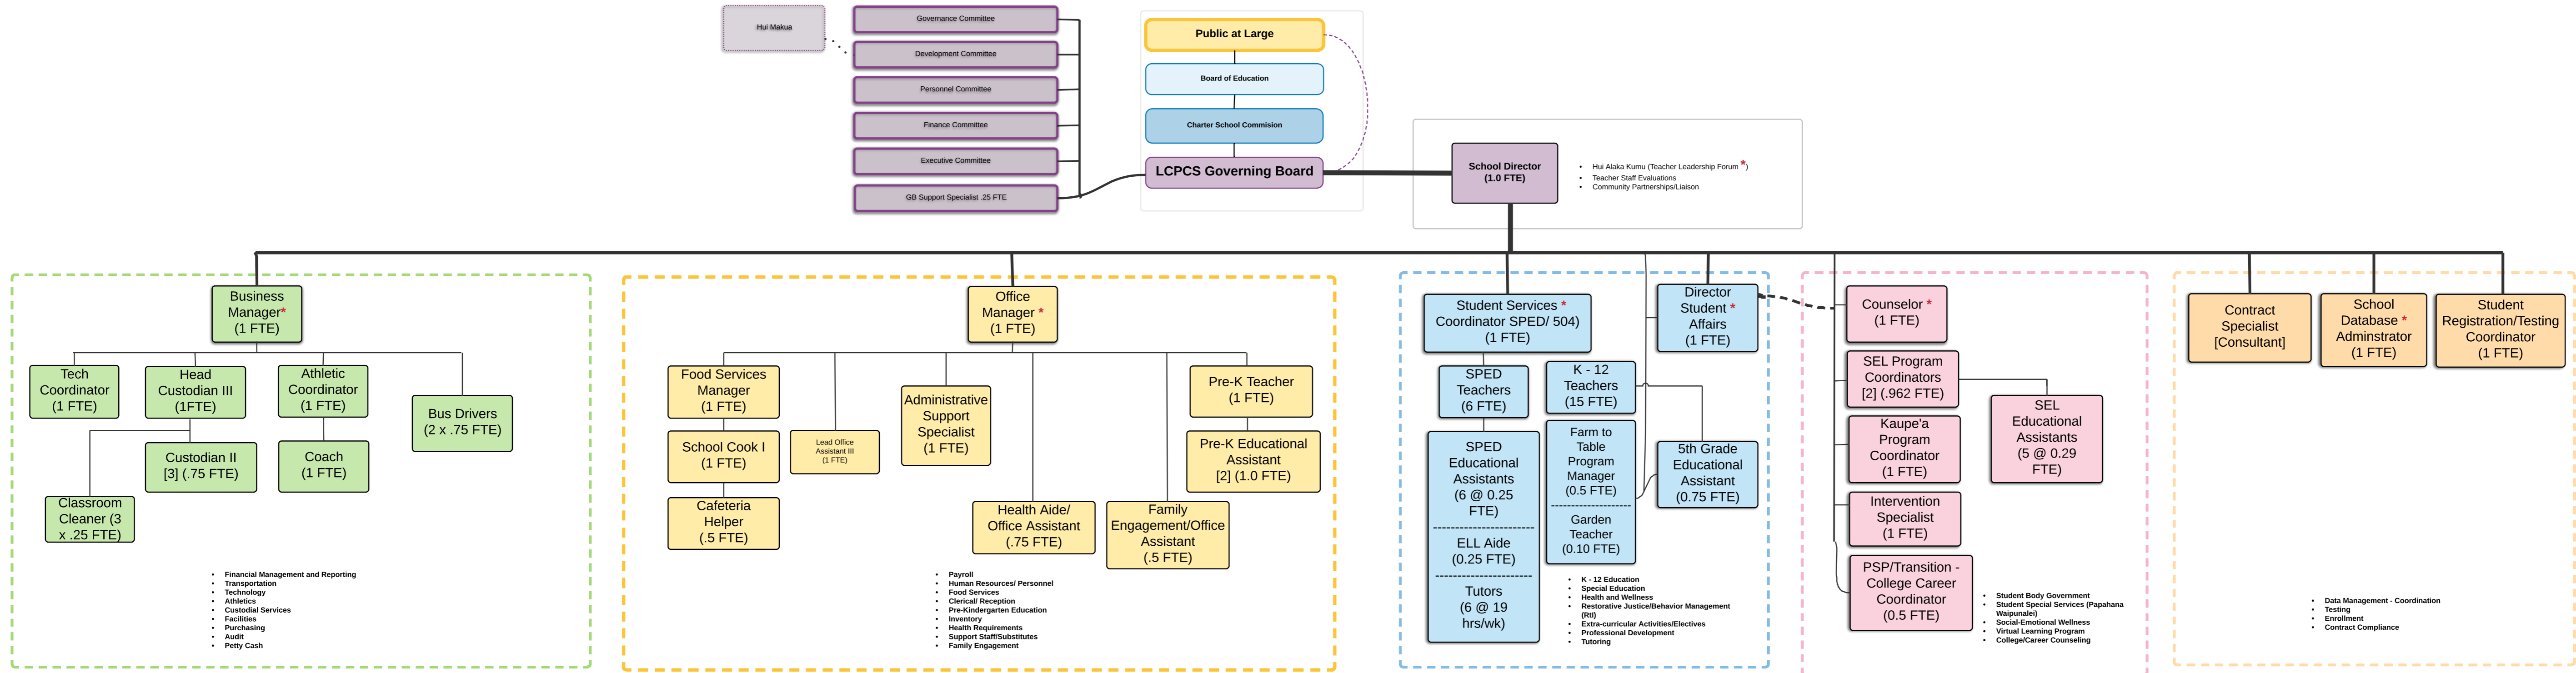 Hui Makua
Governance Committee
Development Committee
Personnel Committee
Finance Committee
Executive Committee
GB Support Specialist .25 FTE
Public at Large
Board of Education
Charter School Commision
LCPCS Governing Board
School Director
(1.0 FTE)
• Hui Alaka Kumu (Teacher Leadership Forum *)
• Teacher Staff Evaluations
• Community Partnerships/Liaison
Business
Manager*
(1 FTE)
Tech
Coordinator
(1 FTE)
Head
Custodian III
(1FTE)
Athletic
Coordinator
(1 FTE)
Bus Drivers
(2 x .75 FTE)
Custodian II
[3] (.75 FTE)
Coach
(1 FTE)
Classroom
Cleaner (3
x .25 FTE)
• Financial Management and Reporting
• Transportation
• Technology
• Athletics
• Custodial Services
• Facilities
• Purchasing
• Audit
• Petty Cash
Office
Manager *
(1 FTE)
Food Services
Manager
(1 FTE)
School Cook I
(1 FTE)
Cafeteria
Helper
(.5 FTE)
Lead Office
Assistant III
(1 FTE)
Administrative
Support
Specialist
(1 FTE)
Health Aide/
Office Assistant
(.75 FTE)
Family
Engagement/Office
Assistant
(.5 FTE)
Pre-K Teacher
(1 FTE)
Pre-K Educational
Assistant
[2] (1.0 FTE)
• Payroll
• Human Resources/ Personnel
• Food Services
• Clerical/ Reception
• Pre-Kindergarten Education
• Inventory
• Health Requirements
• Support Staff/Substitutes
• Family Engagement
Student Services *
Coordinator SPED/ 504)
(1 FTE)
Director
Student *
Affairs
(1 FTE)
SPED
Teachers
(6 FTE)
K - 12
Teachers
(15 FTE)
SPED
Educational
Assistants
(6 @ 0.25
FTE)
ELL Aide
(0.25 FTE)
Tutors
(6 @ 19
hrs/wk)
Farm to
Table
Program
Manager
(0.5 FTE)
Garden
Teacher
(0.10 FTE)
5th Grade
Educational
Assistant
(0.75 FTE)
• K - 12 Education
• Special Education
• Health and Wellness
• Restorative Justice/Behavior Management
(RtI)
• Extra-curricular Activities/Electives
• Professional Development
• Tutoring
Counselor *
(1 FTE)
SEL Program
Coordinators
[2] (.962 FTE)
Kaupe'a
Program
Coordinator
(1 FTE)
Intervention
Specialist
(1 FTE)
PSP/Transition -
College Career
Coordinator
(0.5 FTE)
SEL
Educational
Assistants
(5 @ 0.29
FTE)
• Student Body Government
• Student Special Services (Papahana
Waipunalei)
• Social-Emotional Wellness
• Virtual Learning Program
• College/Career Counseling
Contract
Specialist
[Consultant]
School
Database *
Adminstrator
(1 FTE)
Student
Registration/Testing
Coordinator
(1 FTE)
• Data Management - Coordination
• Testing
• Enrollment
• Contract Compliance